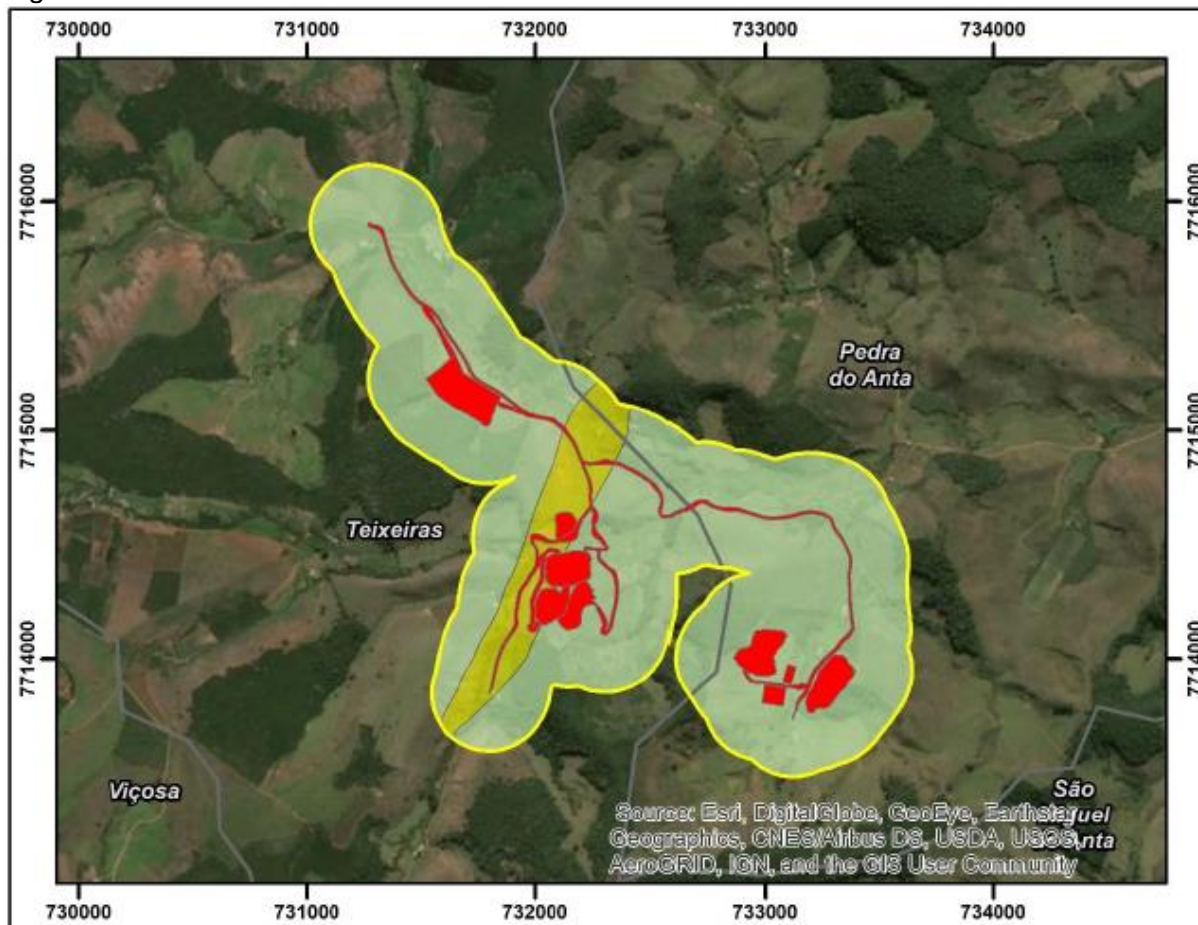 730000 731000 732000 733000 734000
7716000 7716000
Pedra
do Anta
7715000 7715000
Teixeiras
7714000 7714000
Viçosa
São
Source: Esri, DigitalGlobe, GeoEye, Earthstar
Geographics, CNES/Airbus DS, USDA, USGS,
AeroGRID, IGN, and the GIS User Community
730000 731000 732000 733000 734000